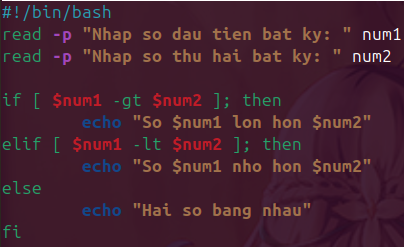 #!/bin/bash
read -p "Nhap so dau tien bat ky: " num1
read -p "Nhap so thu hai bat ky: " num2

if [ $num1 -gt $num2 ]; then
        echo "So $num1 lon hon $num2"
elif [ $num1 -lt $num2 ]; then
        echo "So $num1 nho hon $num2"
else
        echo "Hai so bang nhau"
fi